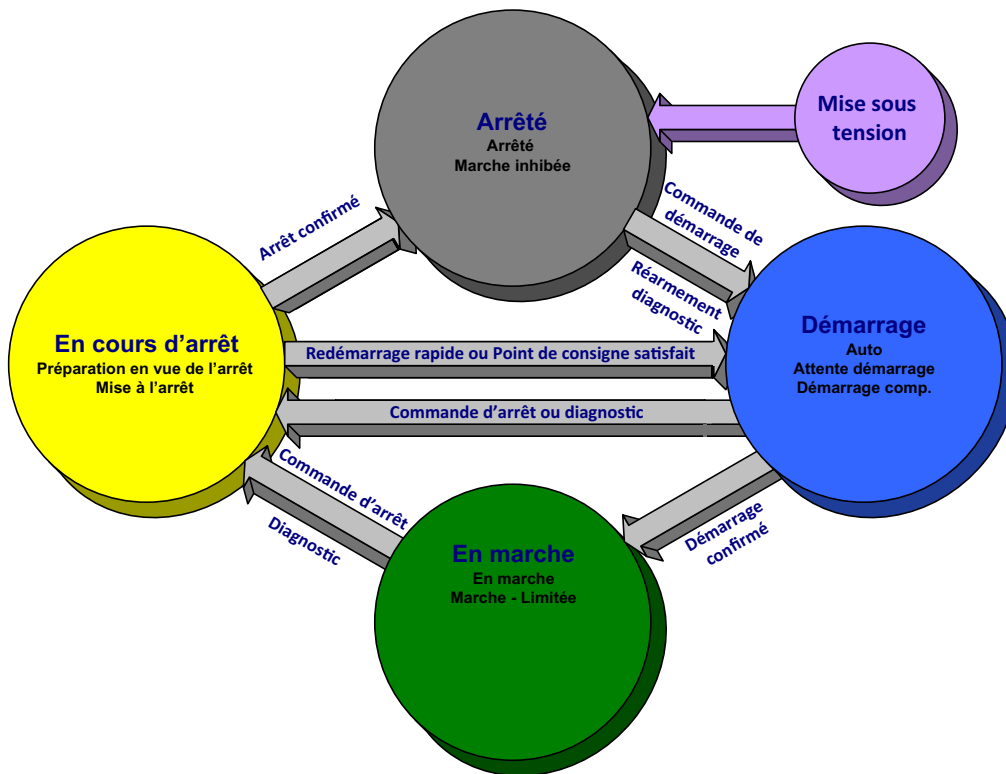 Mise sous
tension
Arrêté
Arrêté
Marche inhibée
Arrêt confirmé
Commande de
démarrage
Réarmement
diagnostic
En cours d'arrêt
Préparation en vue de l'arrêt
Mise à l'arrêt
Redémarrage rapide ou Point de consigne satisfait
Démarrage
Auto
Attente démarrage
Démarrage comp.
Commande d'arrêt ou diagnostic
Commande d'arrêt
Diagnostic
Démarrage
confirmé
En marche
En marche
Marche - Limitée